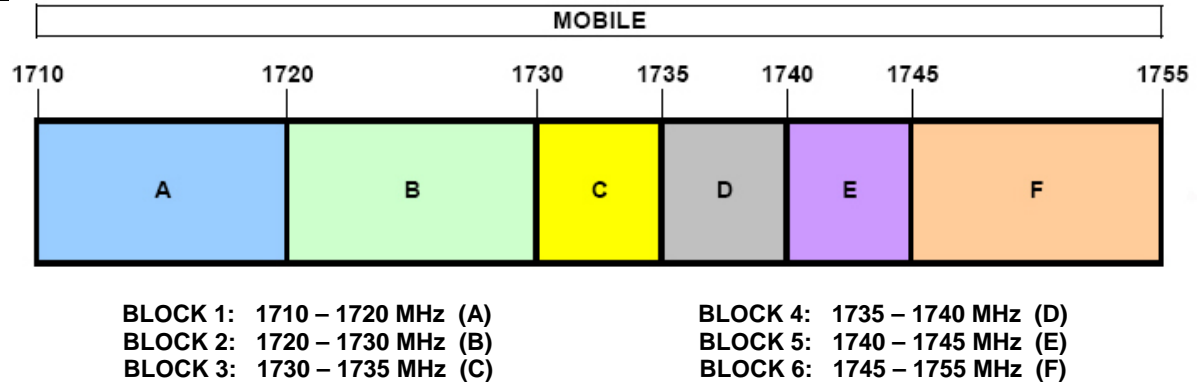 MOBILE
1710 1720 1730 1735 1740 1745 1755
A B C D E F
BLOCK 1: 1710 – 1720 MHz (A) BLOCK 4: 1735 – 1740 MHz (D)
BLOCK 2: 1720 – 1730 MHz (B) BLOCK 5: 1740 – 1745 MHz (E)
BLOCK 3: 1730 – 1735 MHz (C) BLOCK 6: 1745 – 1755 MHz (F)